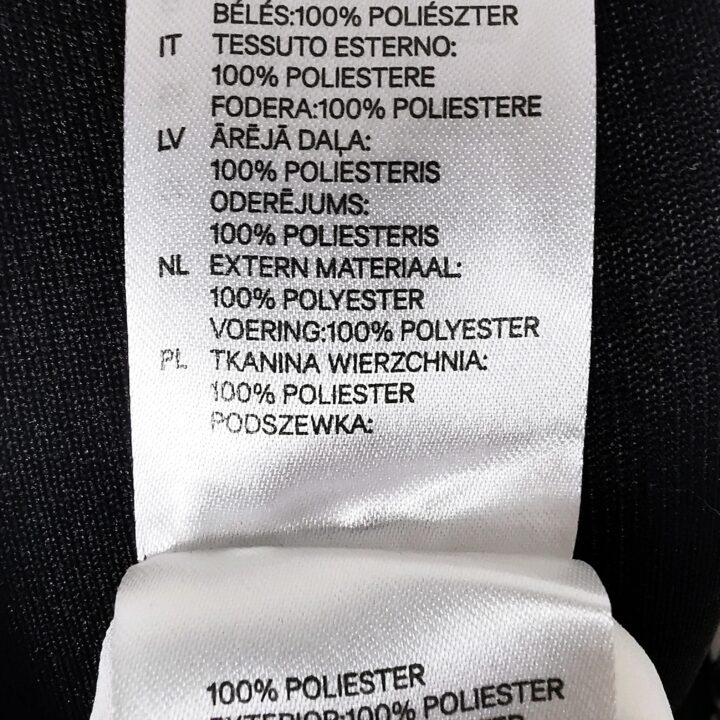 BÉLÉS:100% POLIÉSZTER
IT TESSUTO ESTERNO:
100% POLIESTERE
FODERA:100% POLIESTERE
LV ĀRĒJĀ DAĻA:
100% POLIESTERIS
ODERĒJUMS:
100% POLIESTERIS
NL EXTERN MATERIAAL:
100% POLYESTER
VOERING:100% POLYESTER
PL TKANINA WIERZCHNIA:
100% POLIESTER
PODSZEWKA:
100% POLIESTER
EXTERIOR:100% POLIESTER